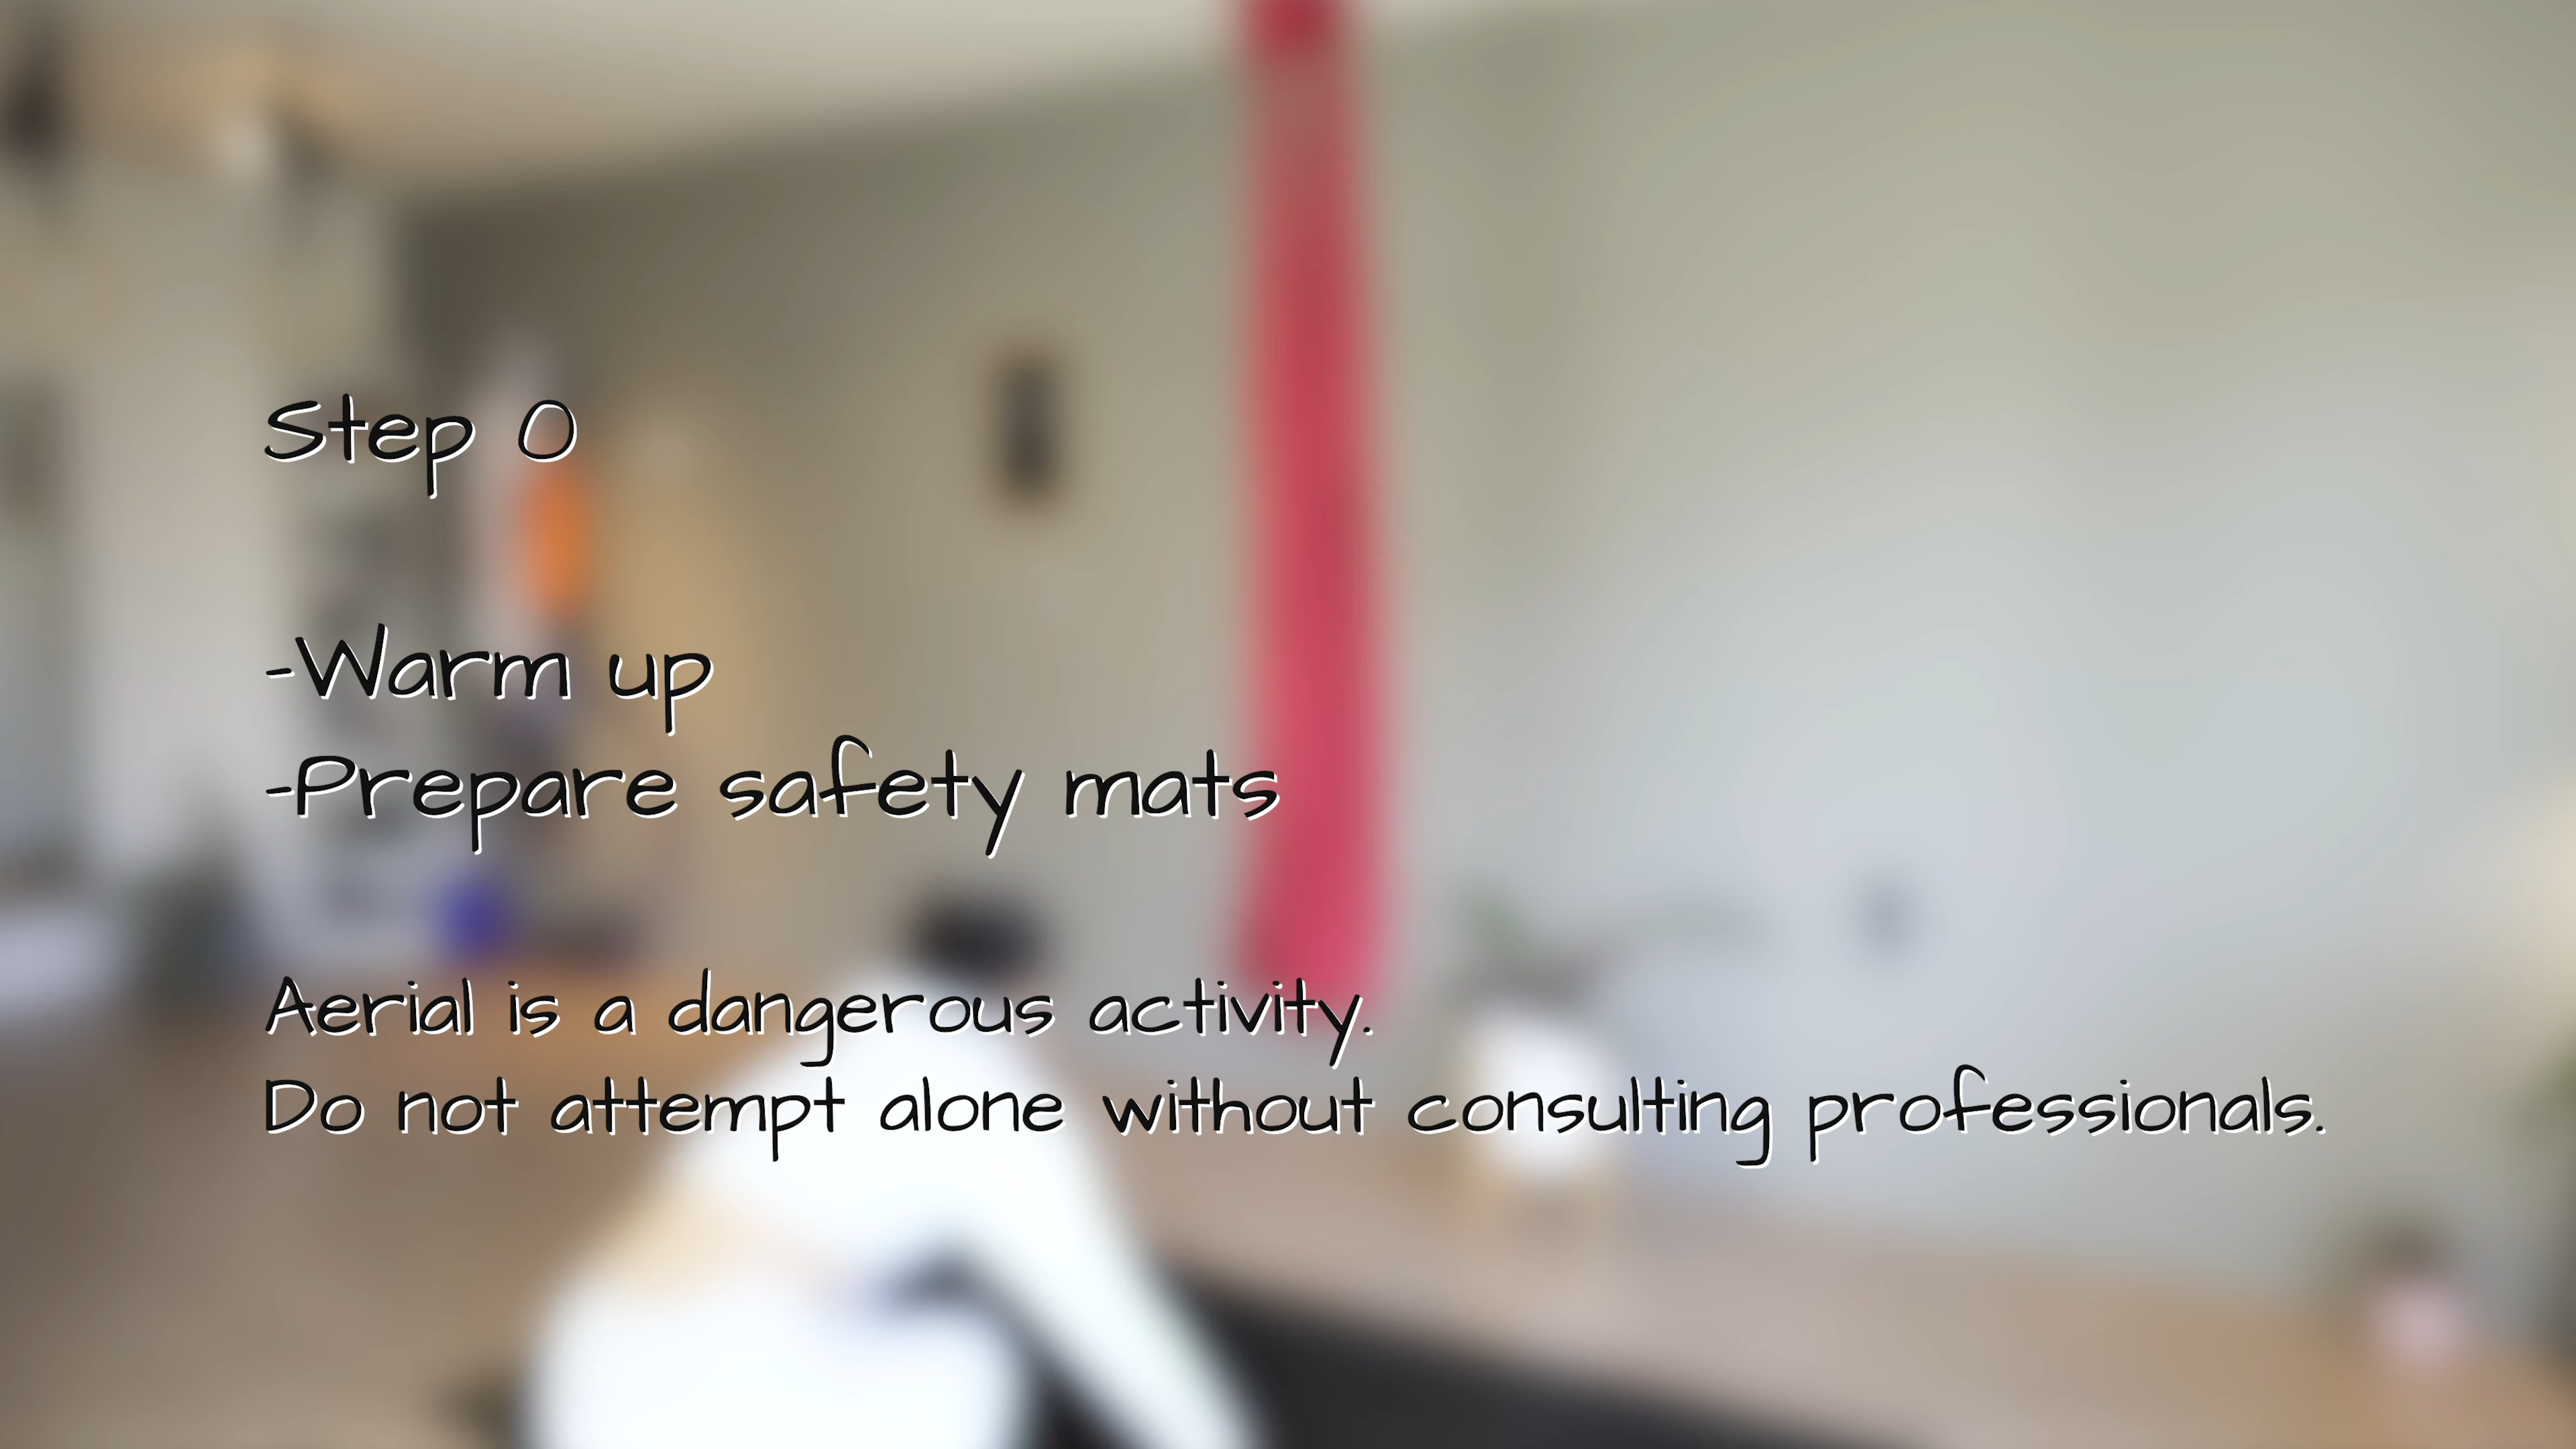 Step 0
-Warm up
-Prepare safety mats
Aerial is a dangerous activity.
Do not attempt alone without consulting professionals.